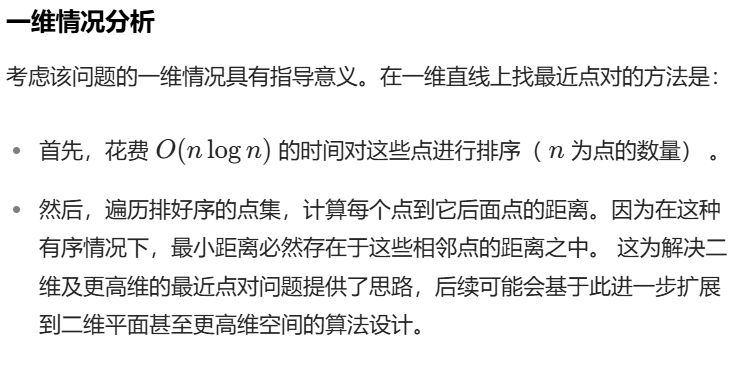 一维情况分析
考虑该问题的一维情况具有指导意义。在一维直线上找最近点对的方法是：
• 首先，花费 O(n log n) 的时间对这些点进行排序（ n 为点的数量） 。
• 然后，遍历排好序的点集，计算每个点到它后面点的距离。因为在这种
有序情况下，最小距离必然存在于这些相邻点的距离之中。 这为解决二
维及更高维的最近点对问题提供了思路，后续可能会基于此进一步扩展
到二维平面甚至更高维空间的算法设计。